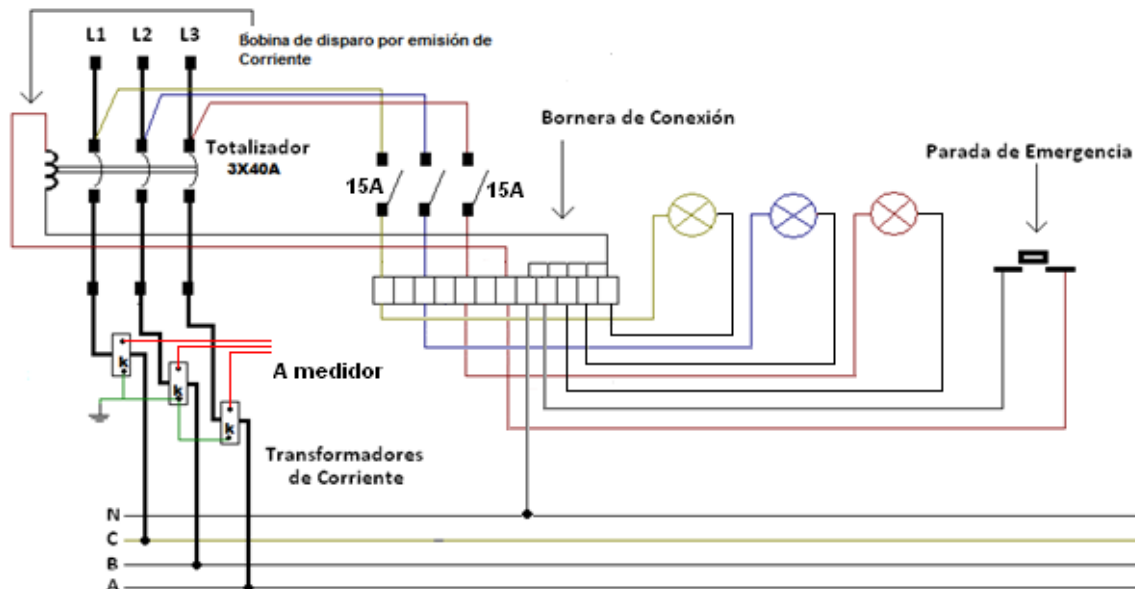 L1 L2 L3
Bobina de disparo por emisión de
Corriente
Bornera de Conexión
Totalizador
3X40A
Parada de Emergencia
15A
15A
k
k
k
A medidor
Transformadores
de Corriente
N
C
B
A